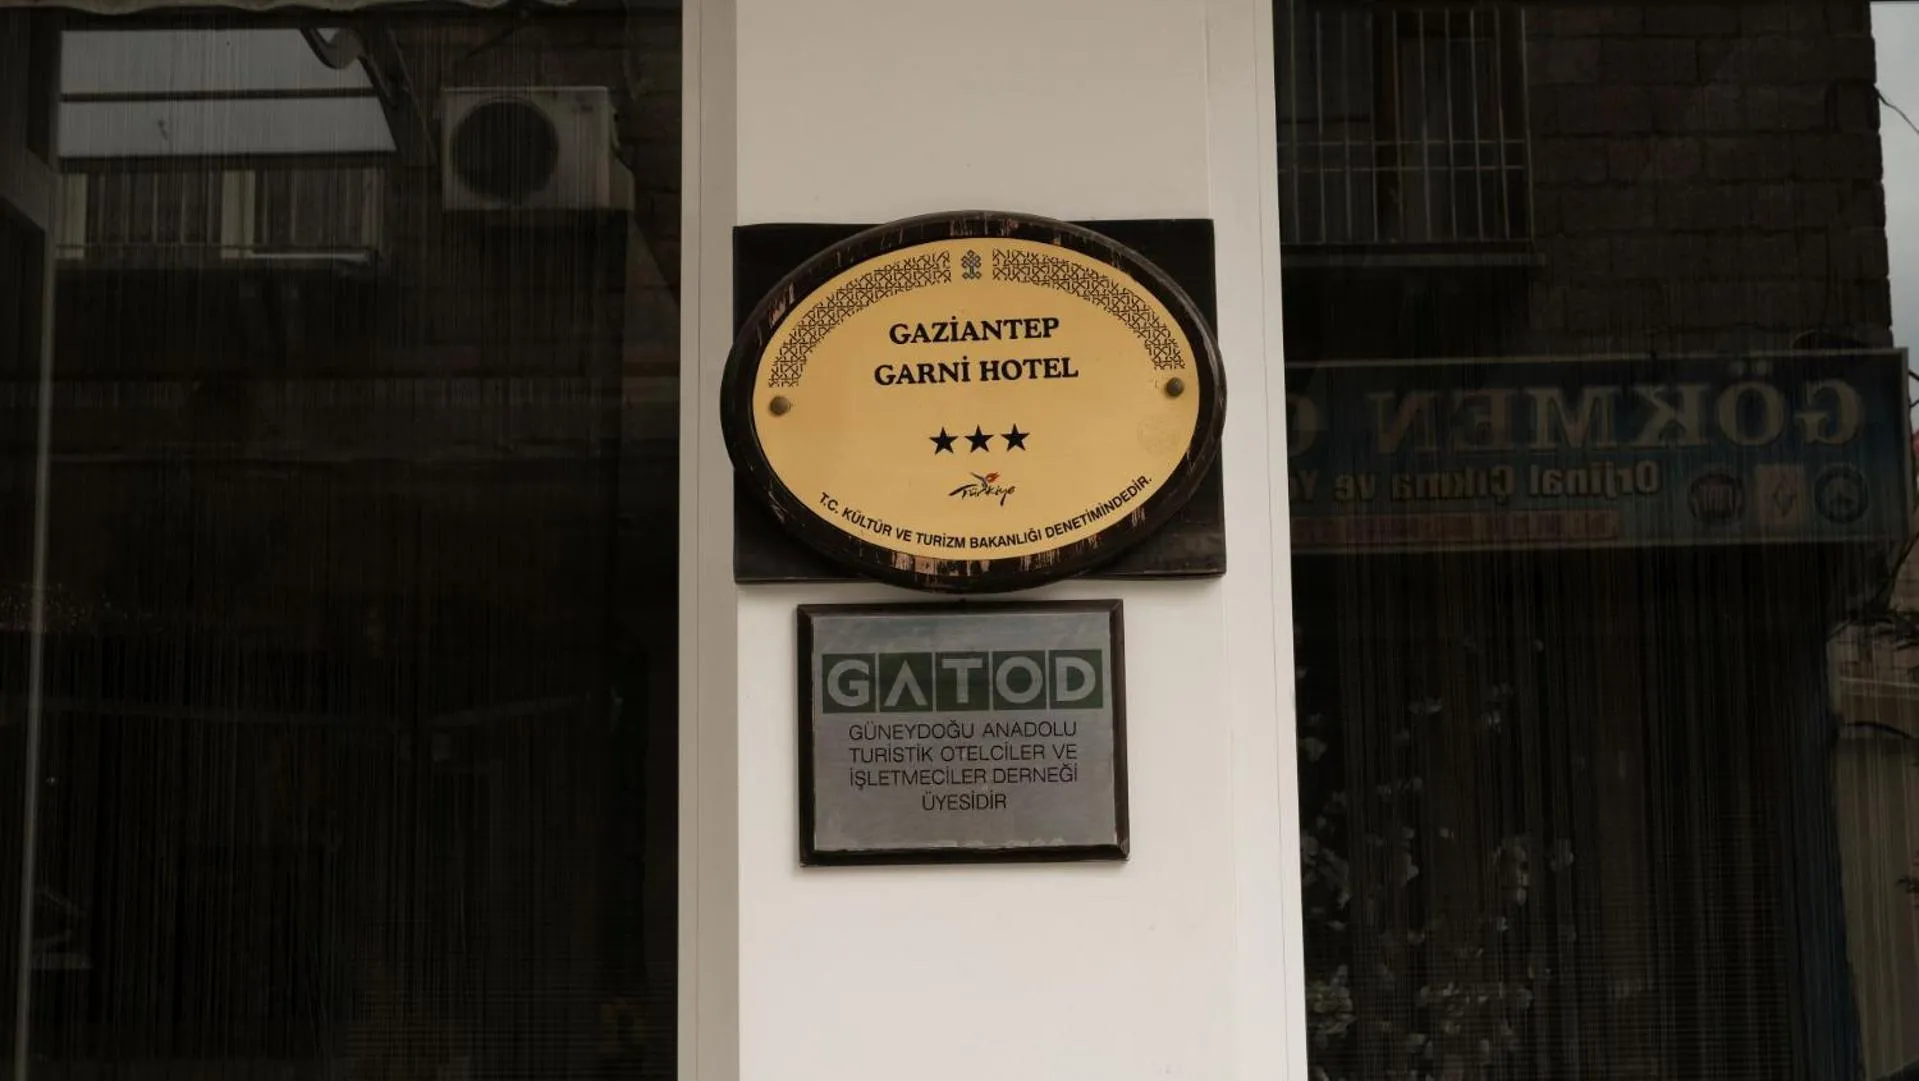 GAZİANTEP
GARNİ HOTEL
Türkiye
T.C. KÜLTÜR VE TURİZM BAKANLIĞI DENETİMİNDEDİR.
GATOD
GÜNEYDOĞU ANADOLU
TURİSTİK OTELCİLER VE
İŞLETMECİLER DERNEĞİ
ÜYESİDİR
GÖKMEN
Orjinal Çıkma ve